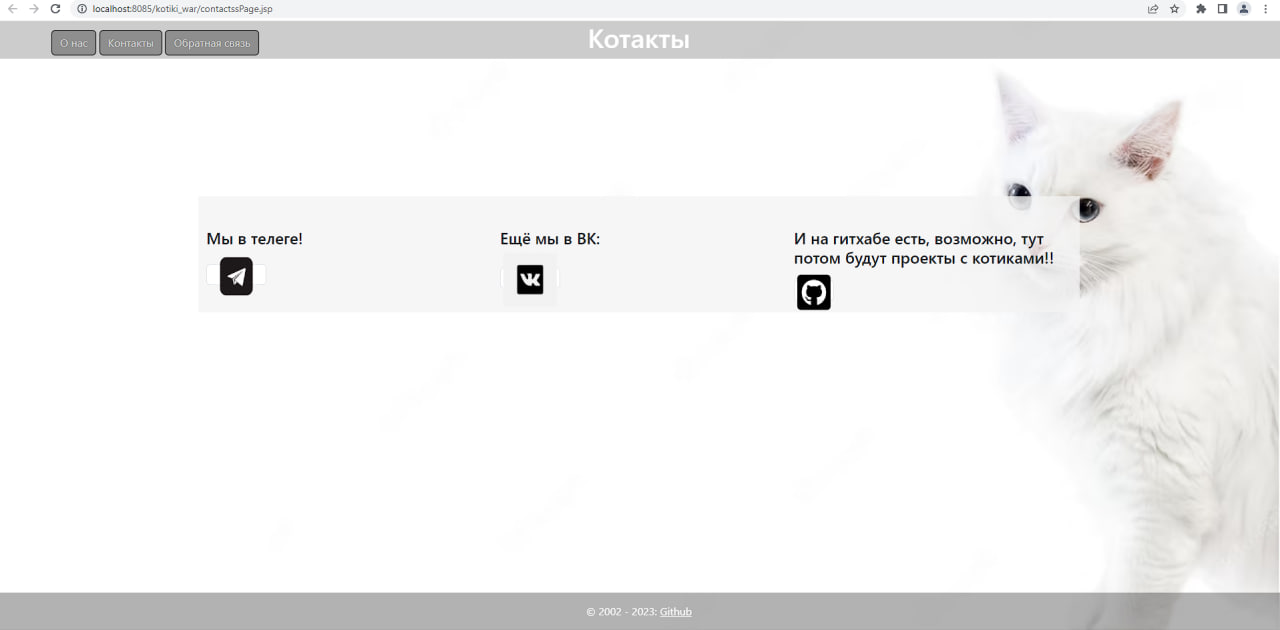 localhost:8085/kotiki_war/contactssPage.jsp
О нас Контакты Обратная связь
Котакты
Мы в телеге!
Ещё мы в ВК:
И на гитхабе есть, возможно, тут
потом будут проекты с котиками!!
© 2002 - 2023: Github